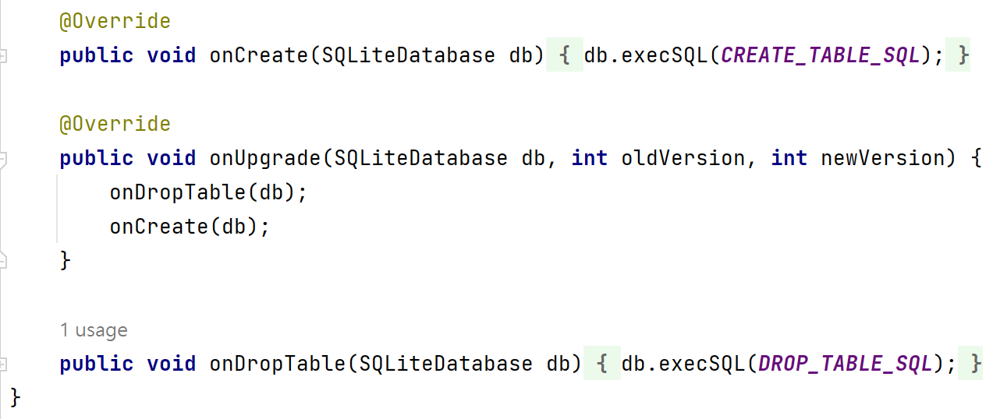 @Override
public void onCreate(SQLiteDatabase db) { db.execSQL(CREATE_TABLE_SQL); }
@Override
public void onUpgrade(SQLiteDatabase db, int oldVersion, int newVersion) {
onDropTable(db);
onCreate(db);
}
1 usage
public void onDropTable(SQLiteDatabase db) { db.execSQL(DROP_TABLE_SQL); }
}